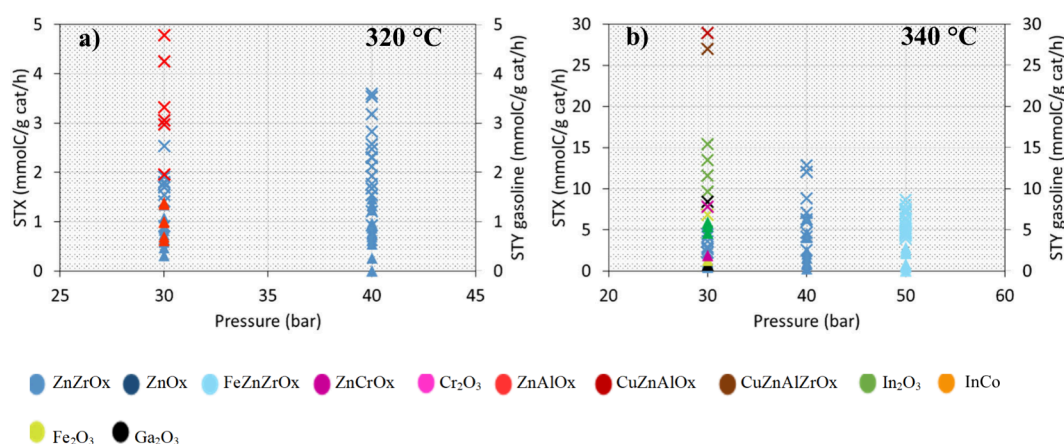 a) 320 °C
STX (mmolC/g cat/h)
5
4
3
2
1
0
5
4
3
2
1
0
STY gasoline (mmolC/g cat/h)
25 30 35 40 45
Pressure (bar)
b) 340 °C
STX (mmolC/g cat/h)
30
25
20
15
10
5
0
30
25
20
15
10
5
0
STY gasoline (mmolC/g cat/h)
20 30 40 50 60
Pressure (bar)
ZnZrOx ZnOx FeZnZrOx ZnCrOx Cr₂O₃ ZnAlOx CuZnAlOx CuZnAlZrOx In₂O₃ InCo
Fe₂O₃ Ga₂O₃